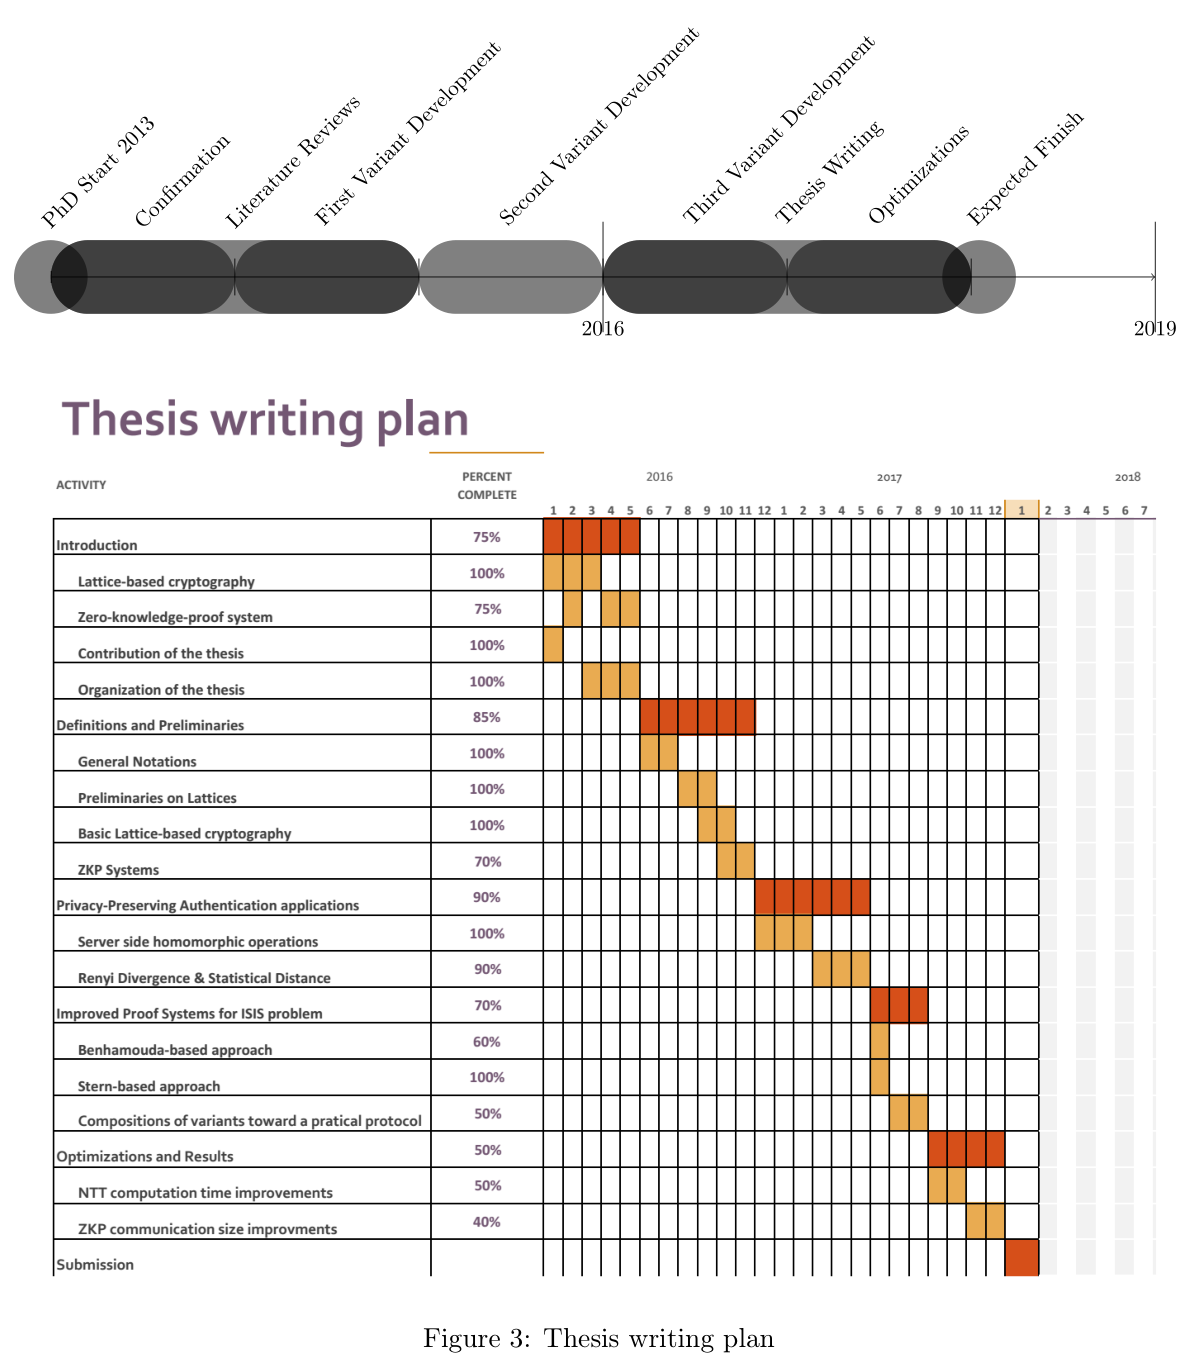 PhD Start 2013
Confirmation
Literature Reviews
First Variant Development
Second Variant Development
Third Variant Development
Thesis Writing
Optimizations
Expected Finish
2016 2019
Thesis writing plan
ACTIVITY PERCENT COMPLETE 2016 2017 2018
1 2 3 4 5 6 7 8 9 10 11 12 1 2 3 4 5 6 7 8 9 10 11 12 1 2 3 4 5 6 7
Introduction 75%
Lattice-based cryptography 100%
Zero-knowledge-proof system 75%
Contribution of the thesis 100%
Organization of the thesis 100%
Definitions and Preliminaries 85%
General Notations 100%
Preliminaries on Lattices 100%
Basic Lattice-based cryptography 100%
ZKP Systems 70%
Privacy-Preserving Authentication applications 90%
Server side homomorphic operations 100%
Renyi Divergence & Statistical Distance 90%
Improved Proof Systems for ISIS problem 70%
Benhamouda-based approach 60%
Stern-based approach 100%
Compositions of variants toward a pratical protocol 50%
Optimizations and Results 50%
NTT computation time improvements 50%
ZKP communication size improvments 40%
Submission
Figure 3: Thesis writing plan